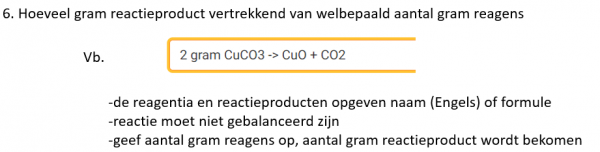 6. Hoeveel gram reactieproduct vertrekkend van welbepaald aantal gram reagens
Vb. 2 gram CuCO3 -> CuO + CO2
-de reagentia en reactieproducten opgeven naam (Engels) of formule
-reactie moet niet gebalanceerd zijn
-geef aantal gram reagens op, aantal gram reactieproduct wordt bekomen